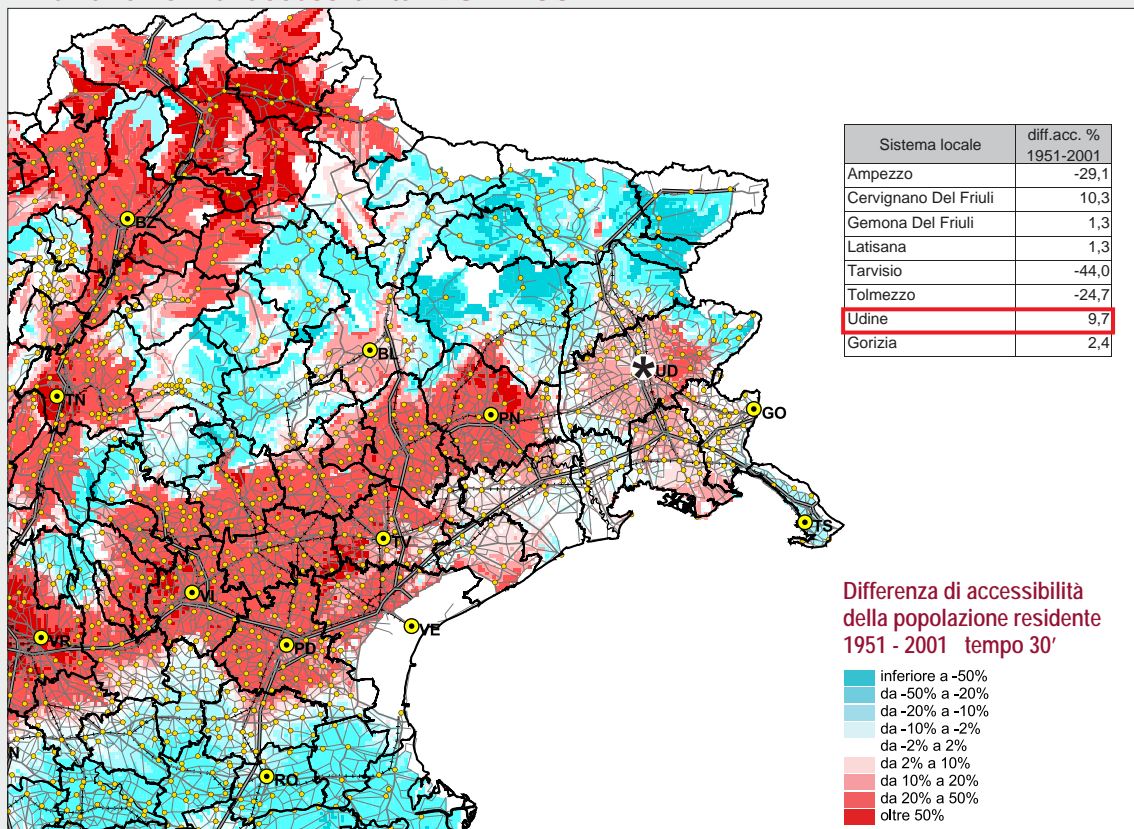 Sistema locale diff.acc. % 1951-2001
Ampezzo -29,1
Cervignano Del Friuli 10,3
Gemona Del Friuli 1,3
Latisana 1,3
Tarvisio -44,0
Tolmezzo -24,7
Udine 9,7
Gorizia 2,4
BZ
BL
UD
TN
PN
GO
TV
TS
VI
VE
VR
PD
RO
N
Differenza di accessibilità
della popolazione residente
1951 - 2001 tempo 30'
inferiore a -50%
da -50% a -20%
da -20% a -10%
da -10% a -2%
da -2% a 2%
da 2% a 10%
da 10% a 20%
da 20% a 50%
oltre 50%